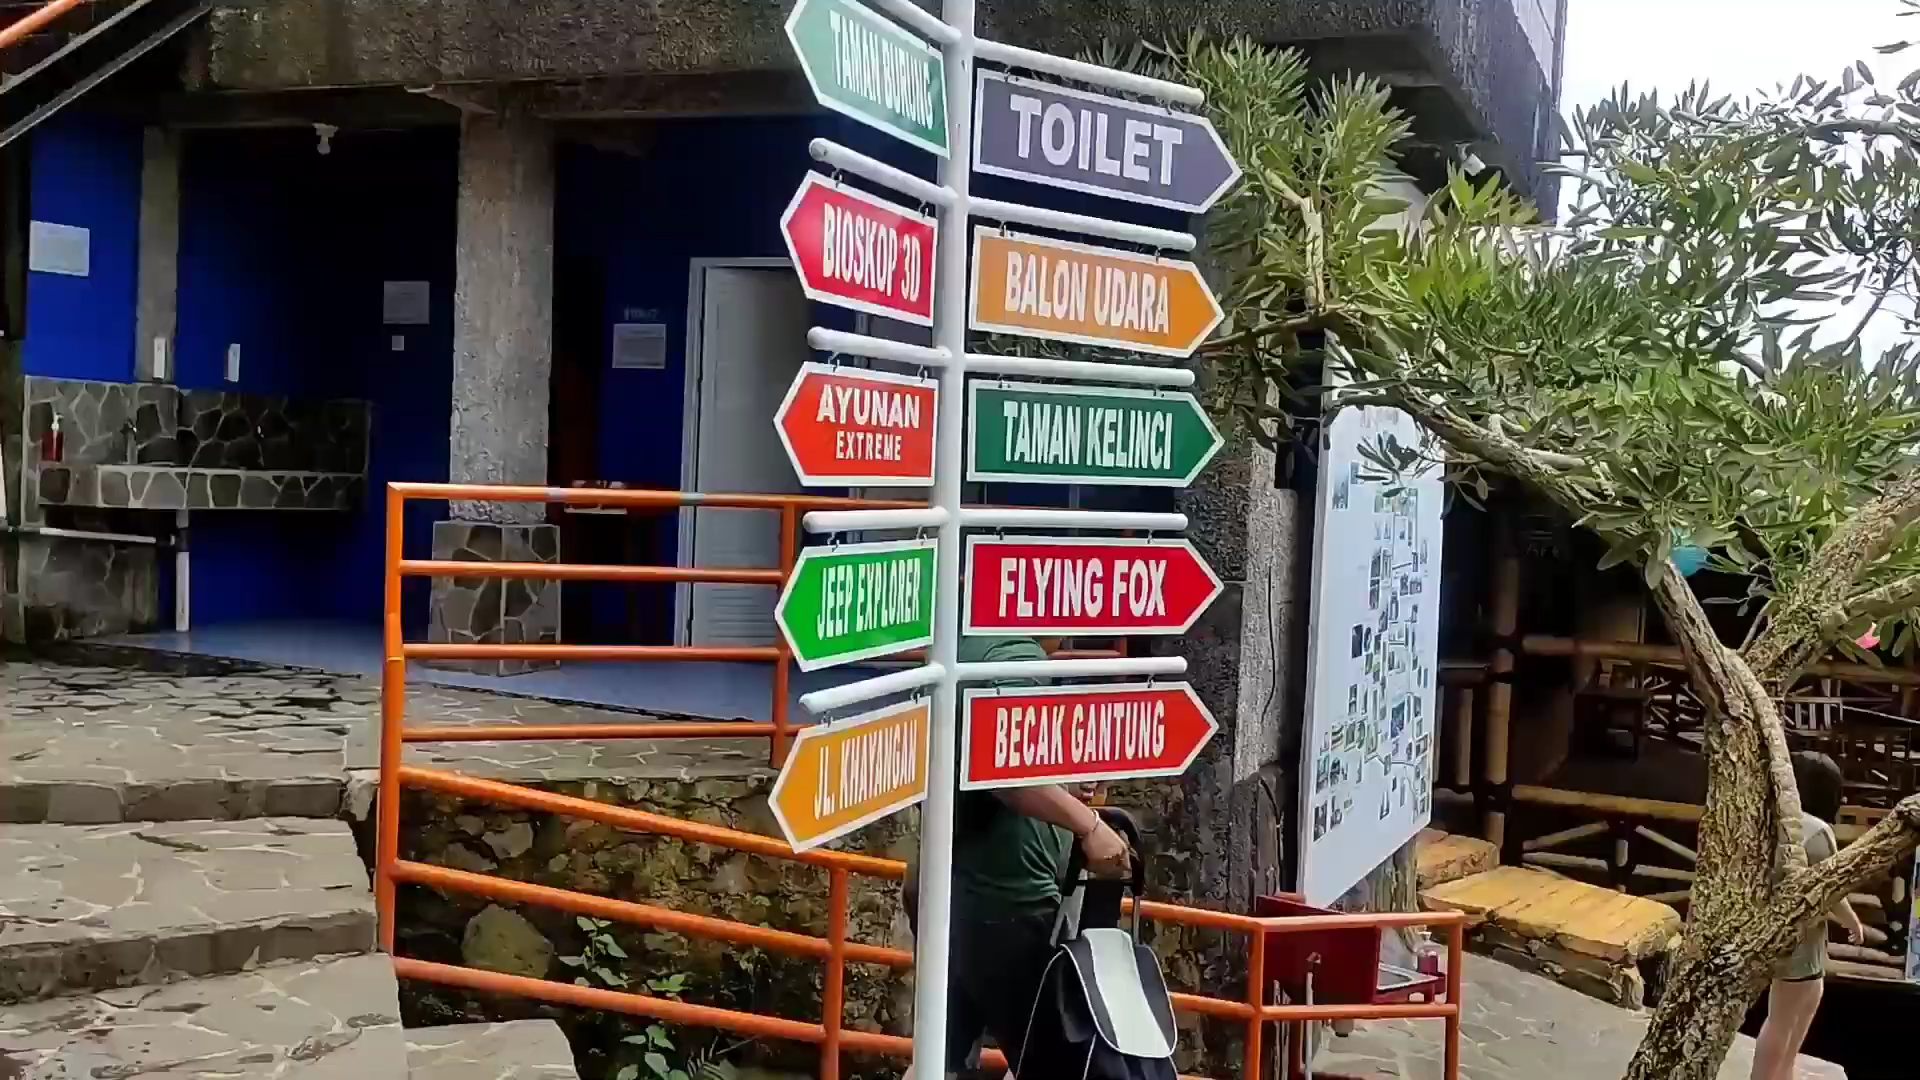 TAMAN BURUNG
TOILET
BIOSKOP 3D
BALON UDARA
AYUNAN
EXTREME
TAMAN KELINCI
JEEP EXPLORER
FLYING FOX
JL. KHAYANGAN
BECAK GANTUNG